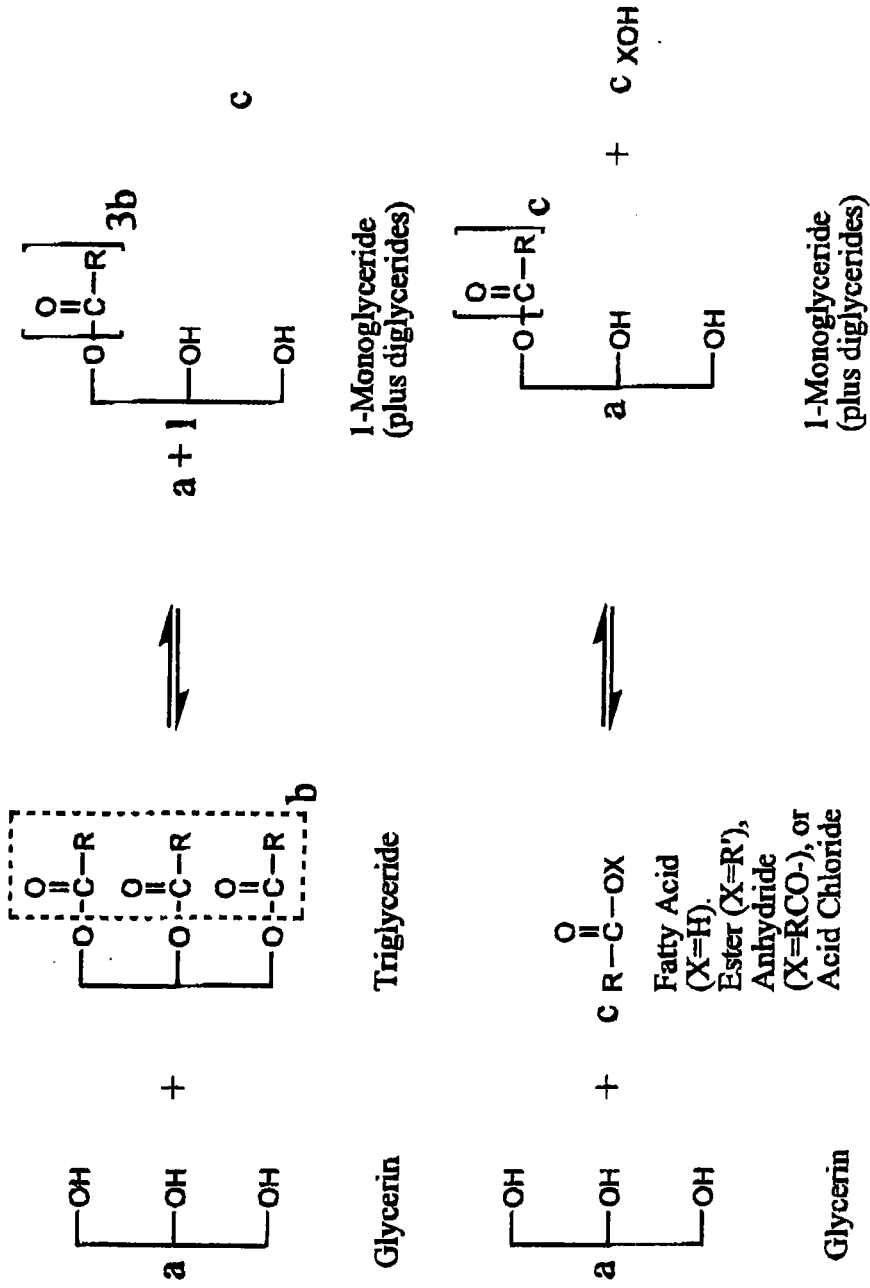 a
OH
OH
OH
Glycerin
+
O
O–C–R
O
O–C–R
O
O–C–R
b
Triglyceride
a + 1
O
O C–R
3b
OH
OH
c
1-Monoglyceride
(plus diglycerides)
a
OH
OH
OH
Glycerin
+
O
c R–C–OX
Fatty Acid
(X=H).
Ester (X=R'),
Anhydride
(X=RCO-), or
Acid Chloride
a
O
O C–R
c
OH
OH
+ c XOH
1-Monoglyceride
(plus diglycerides)